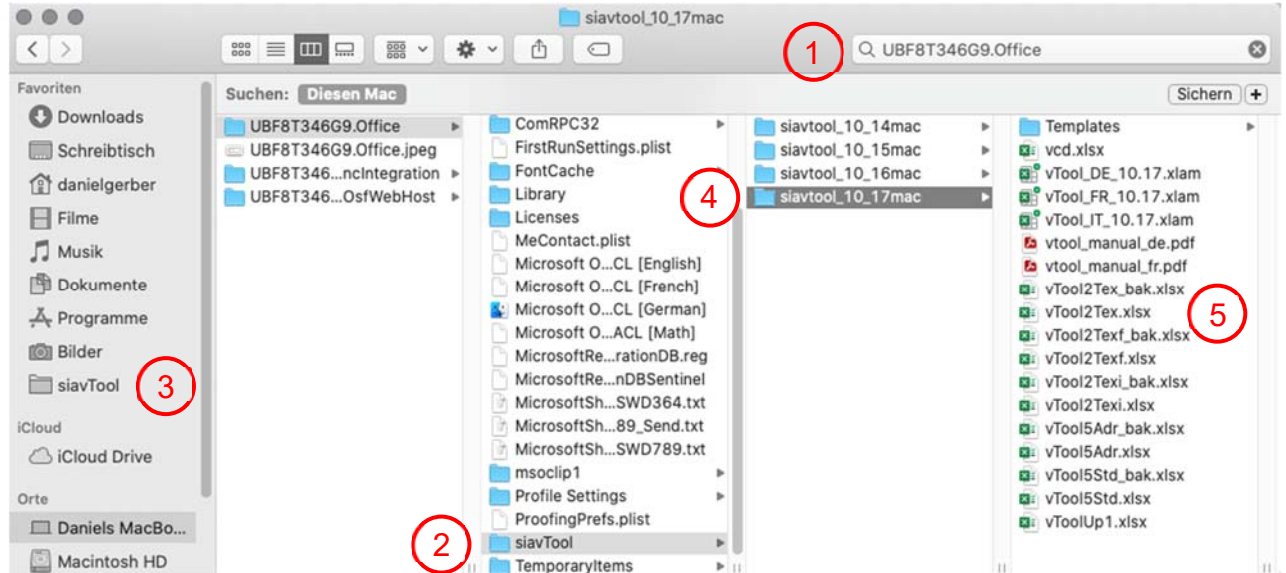 siavtool_10_17mac
1
UBF8T346G9.Office
Favoriten
Downloads
Schreibtisch
danielgerber
Filme
Musik
Dokumente
Programme
Bilder
siavTool
3
iCloud
iCloud Drive
Orte
Daniels MacBo...
Macintosh HD
Suchen: Diesen Mac
Sichern +
UBF8T346G9.Office
UBF8T346G9.Office.jpeg
UBF8T346...ncIntegration
UBF8T346...OsfWebHost
2
ComRPC32
FirstRunSettings.plist
FontCache
Library
Licenses
MeContact.plist
Microsoft O...CL [English]
Microsoft O...CL [French]
Microsoft O...CL [German]
Microsoft O...ACL [Math]
MicrosoftRe...rationDB.reg
MicrosoftRe...nDBSentinel
MicrosoftSh...SWD364.txt
MicrosoftSh...89_Send.txt
MicrosoftSh...SWD789.txt
msoclip1
Profile Settings
ProofingPrefs.plist
siavTool
TemporaryItems
4
siavtool_10_14mac
siavtool_10_15mac
siavtool_10_16mac
siavtool_10_17mac
Templates
vcd.xlsx
vTool_DE_10.17.xlam
vTool_FR_10.17.xlam
vTool_IT_10.17.xlam
vtool_manual_de.pdf
vtool_manual_fr.pdf
vTool2Tex_bak.xlsx
vTool2Tex.xlsx
vTool2Texf_bak.xlsx
vTool2Texf.xlsx
vTool2Texi_bak.xlsx
vTool2Texi.xlsx
vTool5Adr_bak.xlsx
vTool5Adr.xlsx
vTool5Std_bak.xlsx
vTool5Std.xlsx
vToolUp1.xlsx
5